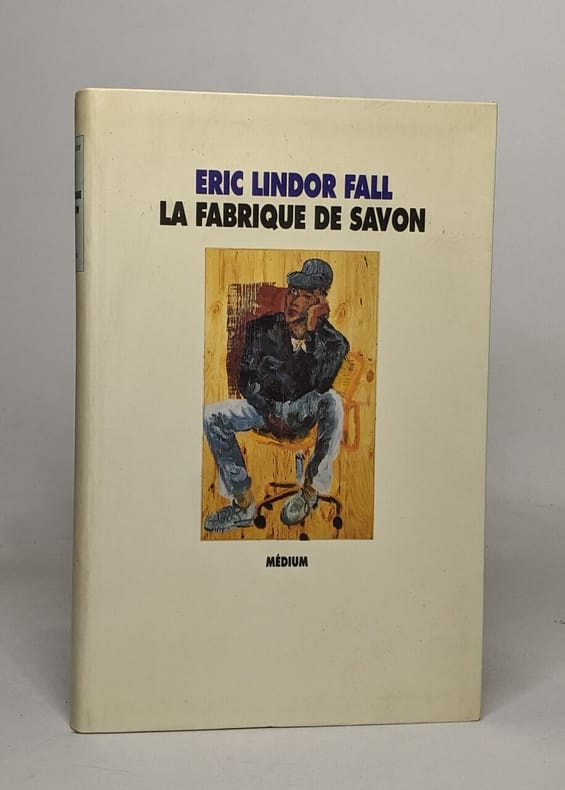 ERIC LINDOR FALL
LA FABRIQUE DE SAVON
MÉDIUM